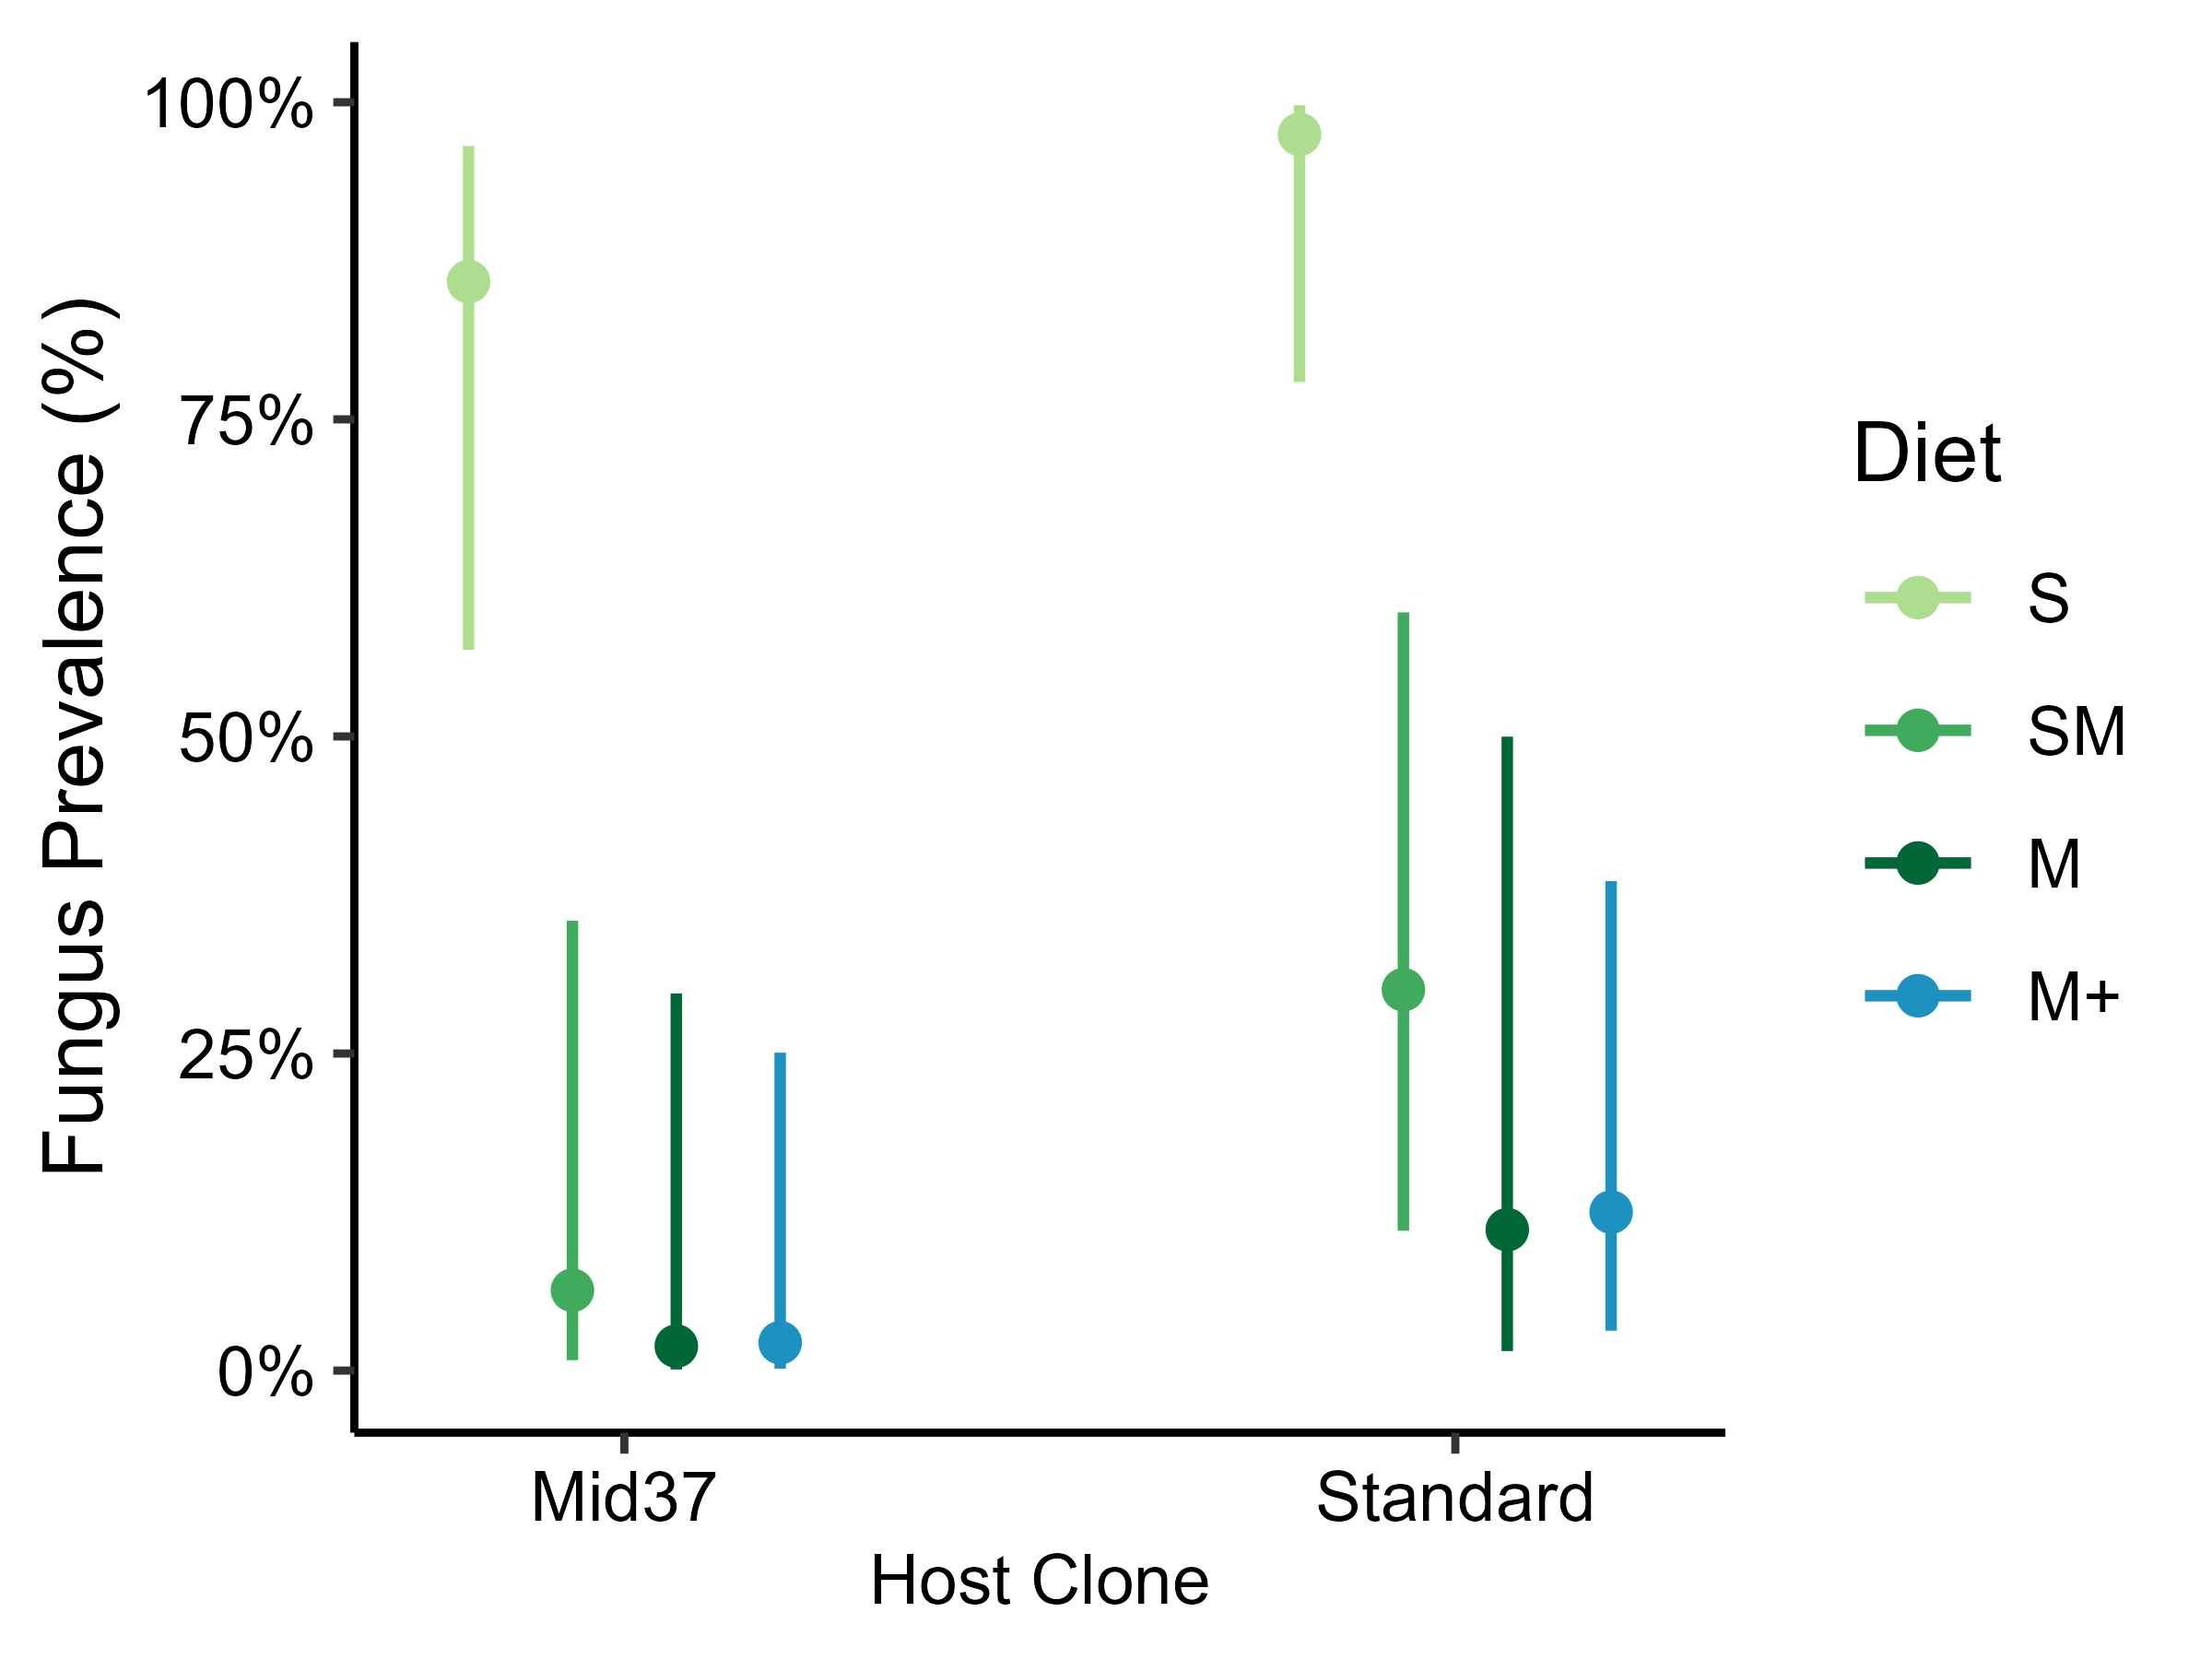 Fungus Prevalence (%)
100%
75%
50%
25%
0%
Mid37
Standard
Host Clone
Diet
S
SM
M
M+